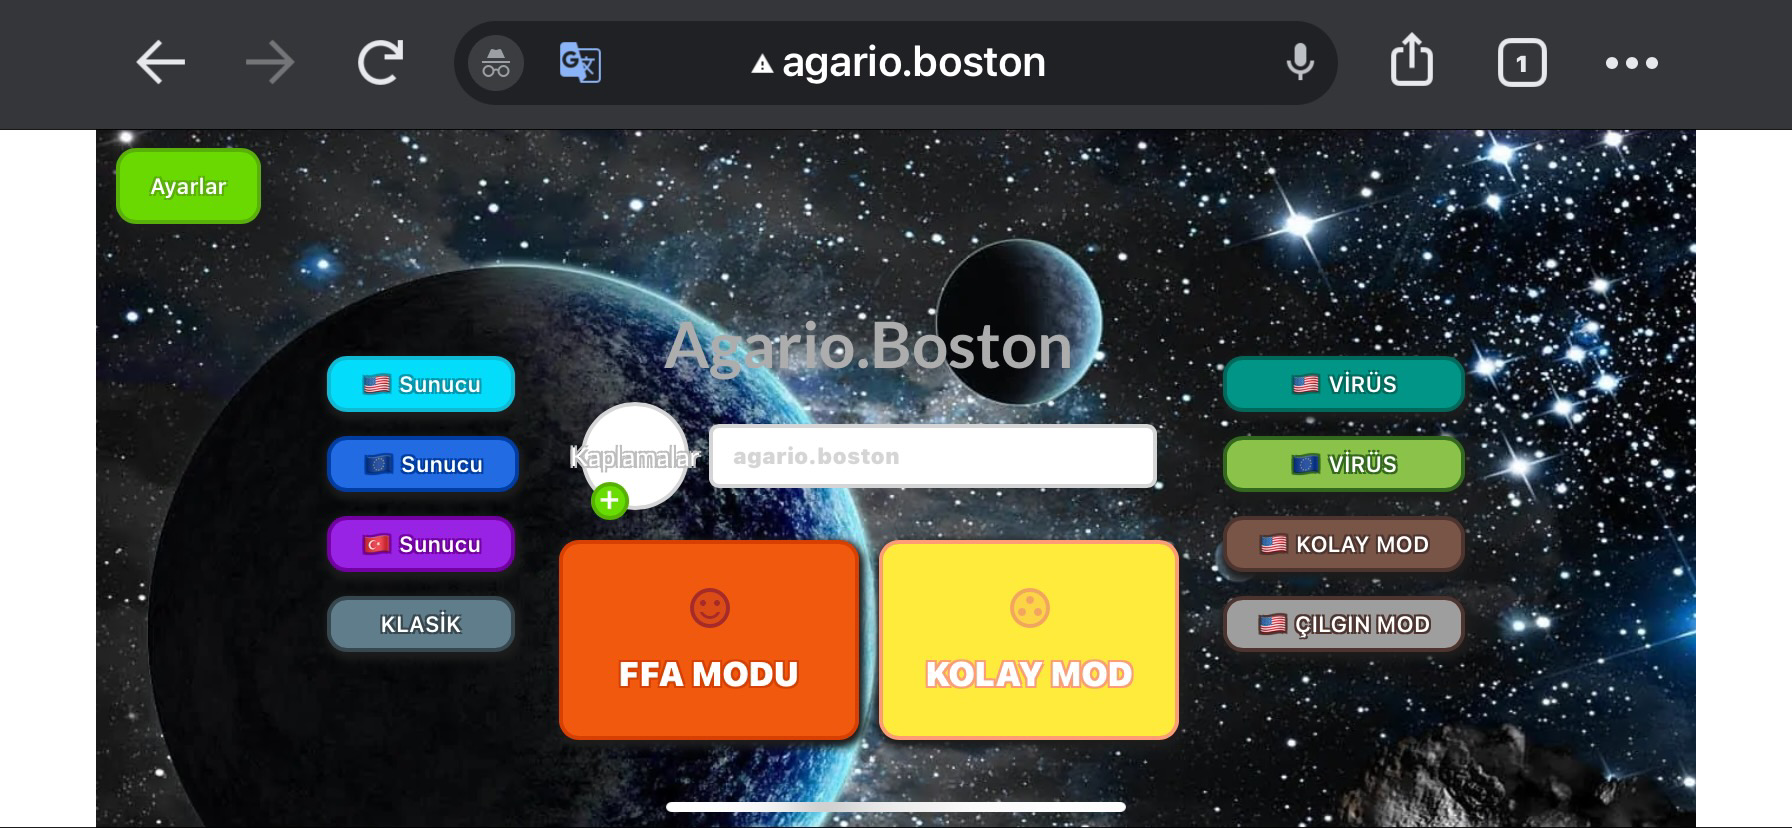 agario.boston
1
Ayarlar
Agario.Boston
🇺🇸 Sunucu
🇪🇺 Sunucu
🇹🇷 Sunucu
KLASİK
Kaplamalar
agario.boston
FFA MODU
KOLAY MOD
🇺🇸 VİRÜS
🇪🇺 VİRÜS
🇺🇸 KOLAY MOD
🇺🇸 ÇILGIN MOD